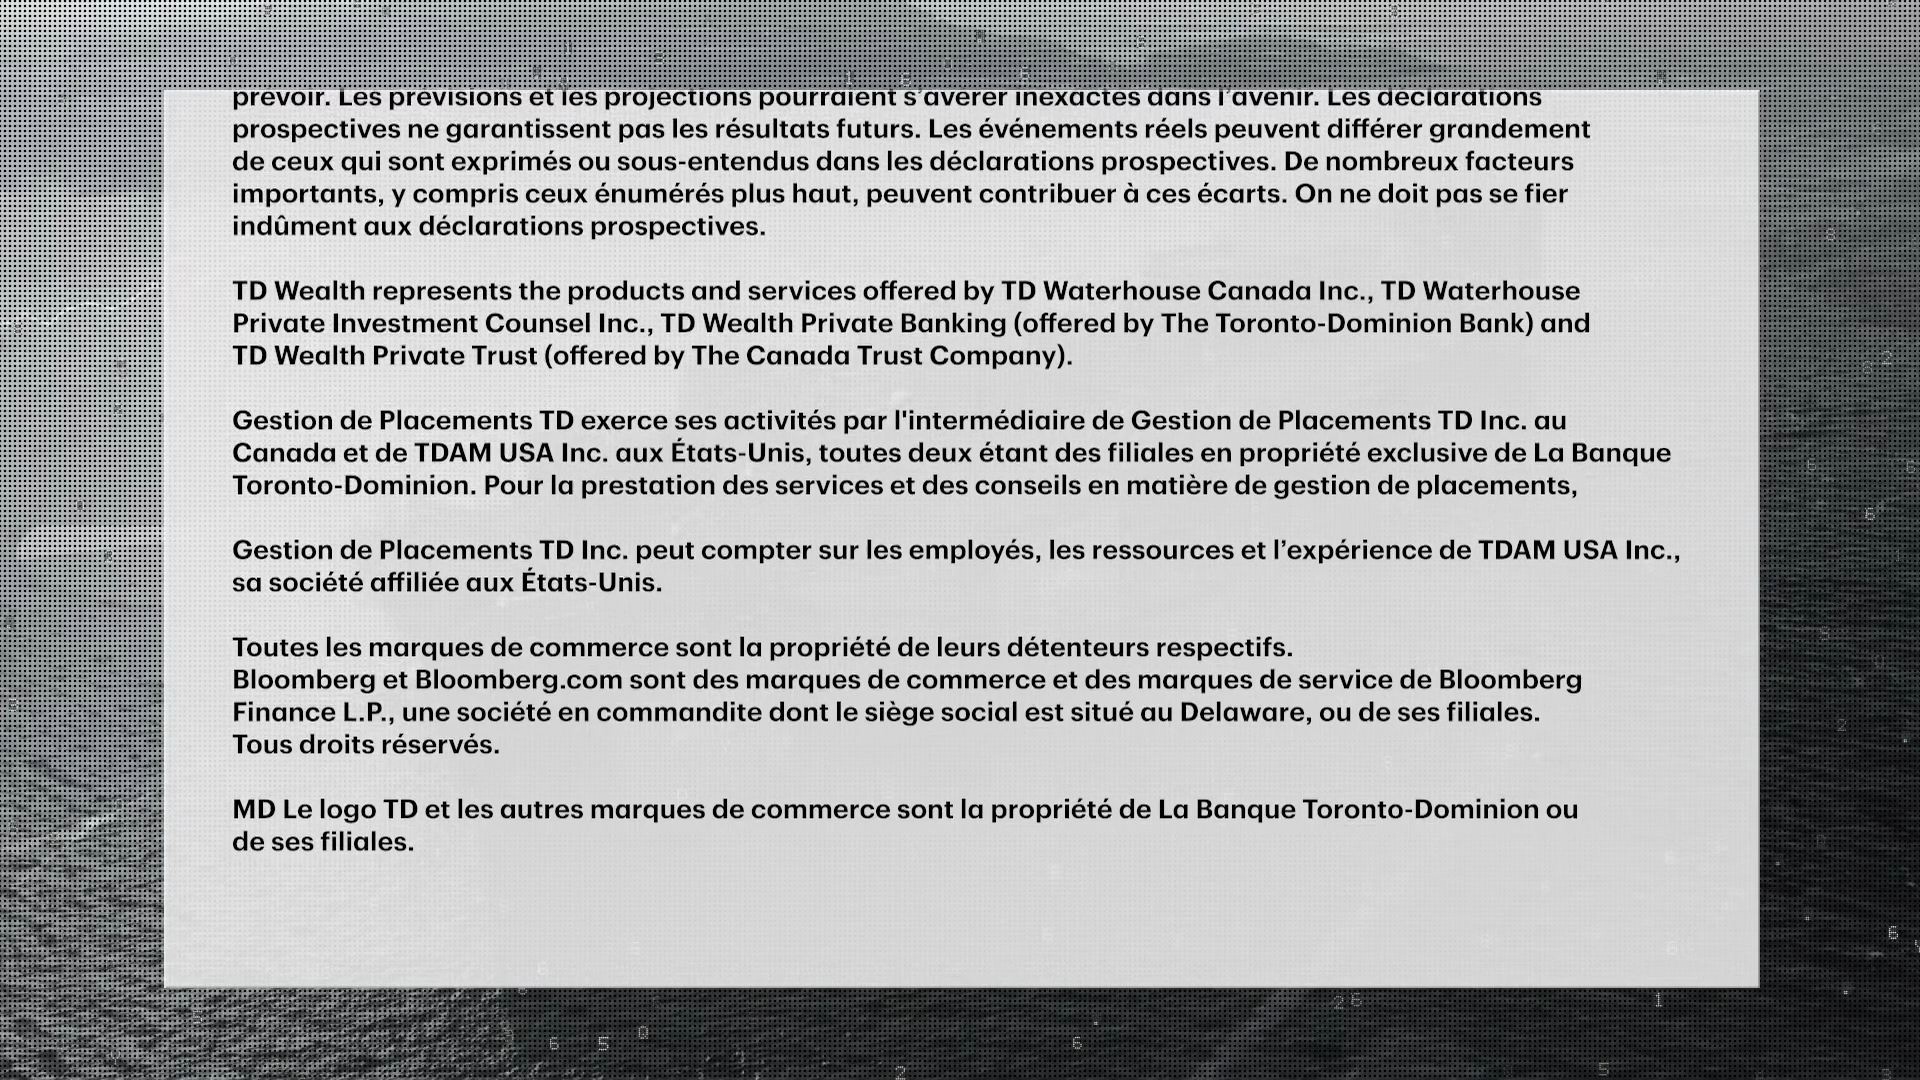 prévoir. Les prévisions et les projections pourraient s’avérer inexactes dans l’avenir. Les déclarations
prospectives ne garantissent pas les résultats futurs. Les événements réels peuvent différer grandement
de ceux qui sont exprimés ou sous-entendus dans les déclarations prospectives. De nombreux facteurs
importants, y compris ceux énumérés plus haut, peuvent contribuer à ces écarts. On ne doit pas se fier
indûment aux déclarations prospectives.
TD Wealth represents the products and services offered by TD Waterhouse Canada Inc., TD Waterhouse
Private Investment Counsel Inc., TD Wealth Private Banking (offered by The Toronto-Dominion Bank) and
TD Wealth Private Trust (offered by The Canada Trust Company).
Gestion de Placements TD exerce ses activités par l'intermédiaire de Gestion de Placements TD Inc. au
Canada et de TDAM USA Inc. aux États-Unis, toutes deux étant des filiales en propriété exclusive de La Banque
Toronto-Dominion. Pour la prestation des services et des conseils en matière de gestion de placements,
Gestion de Placements TD Inc. peut compter sur les employés, les ressources et l’expérience de TDAM USA Inc.,
sa société affiliée aux États-Unis.
Toutes les marques de commerce sont la propriété de leurs détenteurs respectifs.
Bloomberg et Bloomberg.com sont des marques de commerce et des marques de service de Bloomberg
Finance L.P., une société en commandite dont le siège social est situé au Delaware, ou de ses filiales.
Tous droits réservés.
MD Le logo TD et les autres marques de commerce sont la propriété de La Banque Toronto-Dominion ou
de ses filiales.